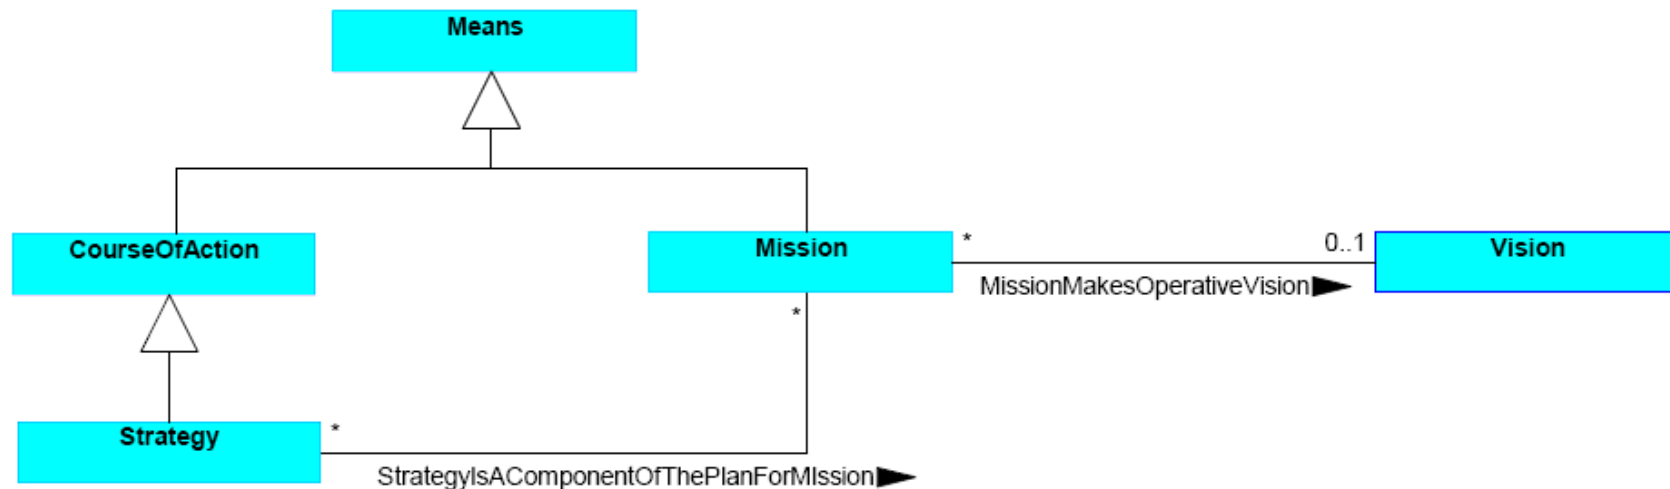 Means
CourseOfAction
Mission
*
0..1
Vision
MissionMakesOperativeVision
*
Strategy
*
StrategyIsAComponentOfThePlanForMIssion